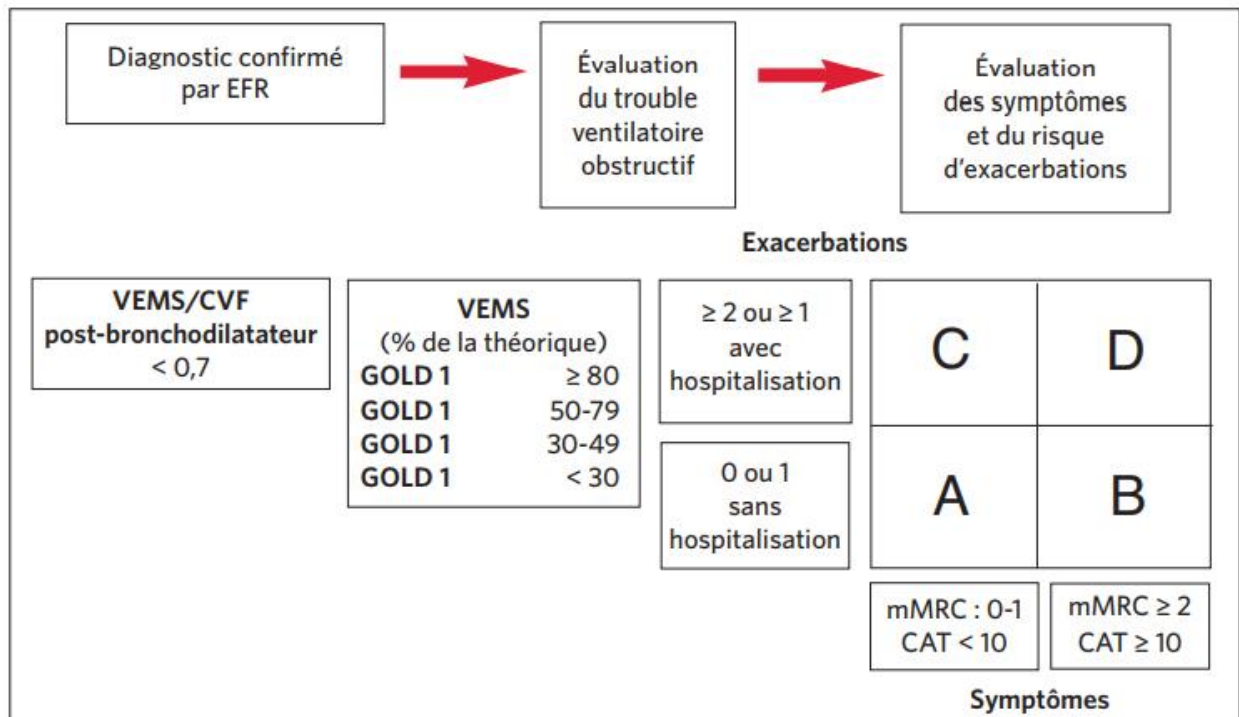 Diagnostic confirmé
par EFR
Évaluation
du trouble
ventilatoire
obstructif
Évaluation
des symptômes
et du risque
d'exacerbations
Exacerbations
VEMS/CVF
post-bronchodilatateur
< 0,7
VEMS
(% de la théorique)
GOLD 1 ≥ 80
GOLD 1 50-79
GOLD 1 30-49
GOLD 1 < 30
≥ 2 ou ≥ 1
avec
hospitalisation
0 ou 1
sans
hospitalisation
C D
A B
mMRC : 0-1
CAT < 10
mMRC ≥ 2
CAT ≥ 10
Symptômes